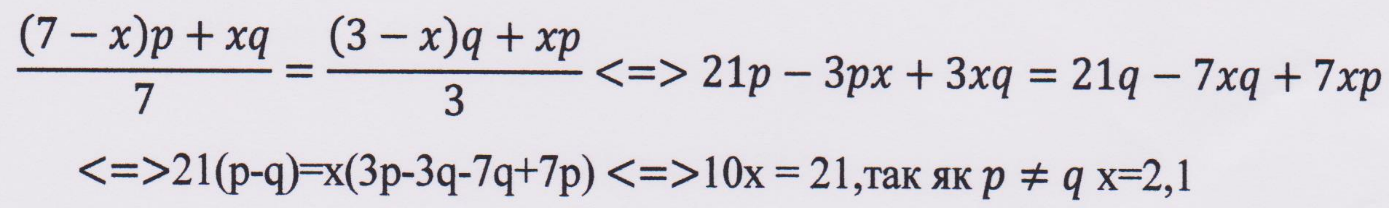 (7 − x)p + xq / 7 = (3 − x)q + xp / 3 <=> 21p − 3px + 3xq = 21q − 7xq + 7xp
<=>21(p-q)=x(3p-3q-7q+7p) <=>10x = 21,так як p ≠ q x=2,1